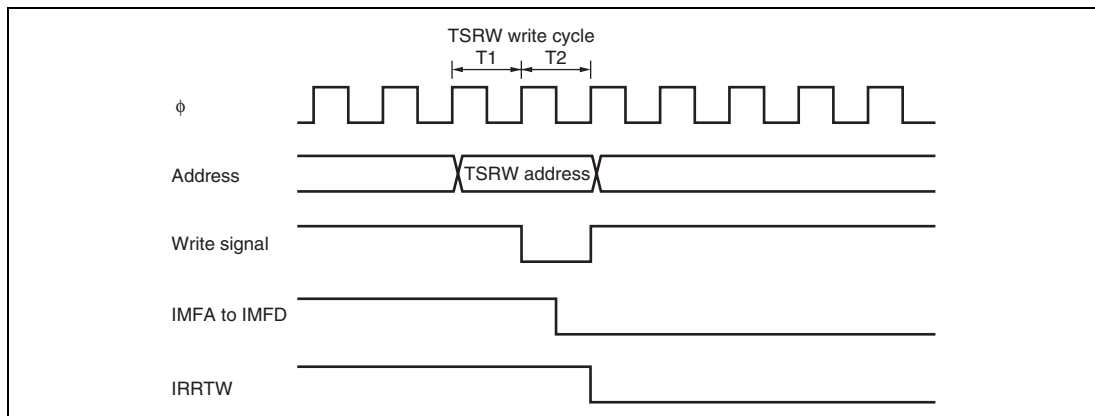 TSRW write cycle
T1 T2
ϕ
Address
TSRW address
Write signal
IMFA to IMFD
IRRTW